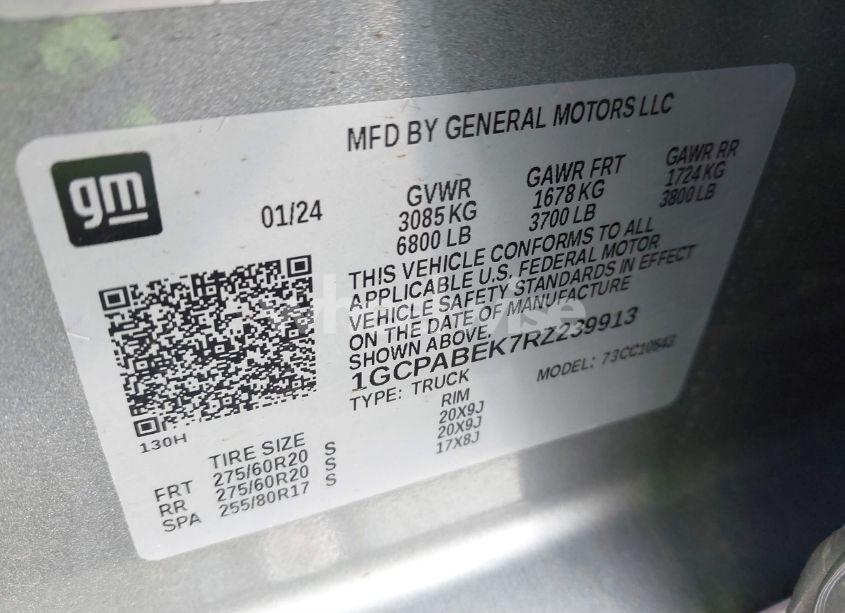 MFD BY GENERAL MOTORS LLC
gm
01/24
GVWR
3085 KG
6800 LB
GAWR FRT
1678 KG
3700 LB
GAWR RR
1724 KG
3800 LB
THIS VEHICLE CONFORMS TO ALL
APPLICABLE U.S. FEDERAL MOTOR
VEHICLE SAFETY STANDARDS IN EFFECT
ON THE DATE OF MANUFACTURE
SHOWN ABOVE.
1GCPABEK7RZ239913
TYPE: TRUCK
MODEL: 73CC10543
130H
TIRE SIZE
RIM
FRT 275/60R20 S 20X9J
RR 275/60R20 S 20X9J
SPA 255/80R17 S 17X8J